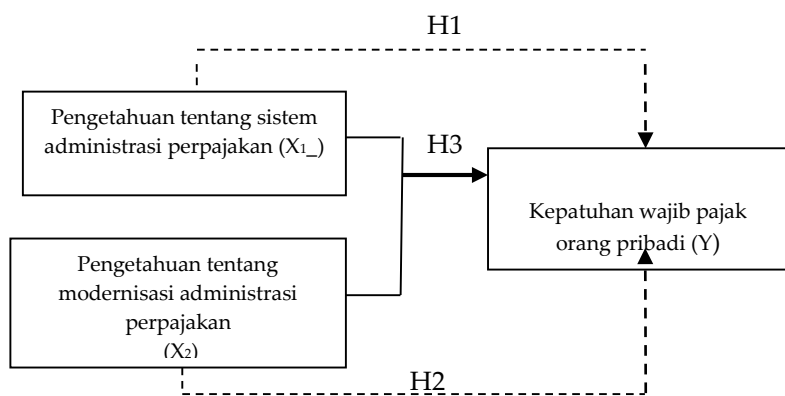 H1
Pengetahuan tentang sistem
administrasi perpajakan (X1_)
H3
Kepatuhan wajib pajak
orang pribadi (Y)
Pengetahuan tentang
modernisasi administrasi
perpajakan
(X2)
H2